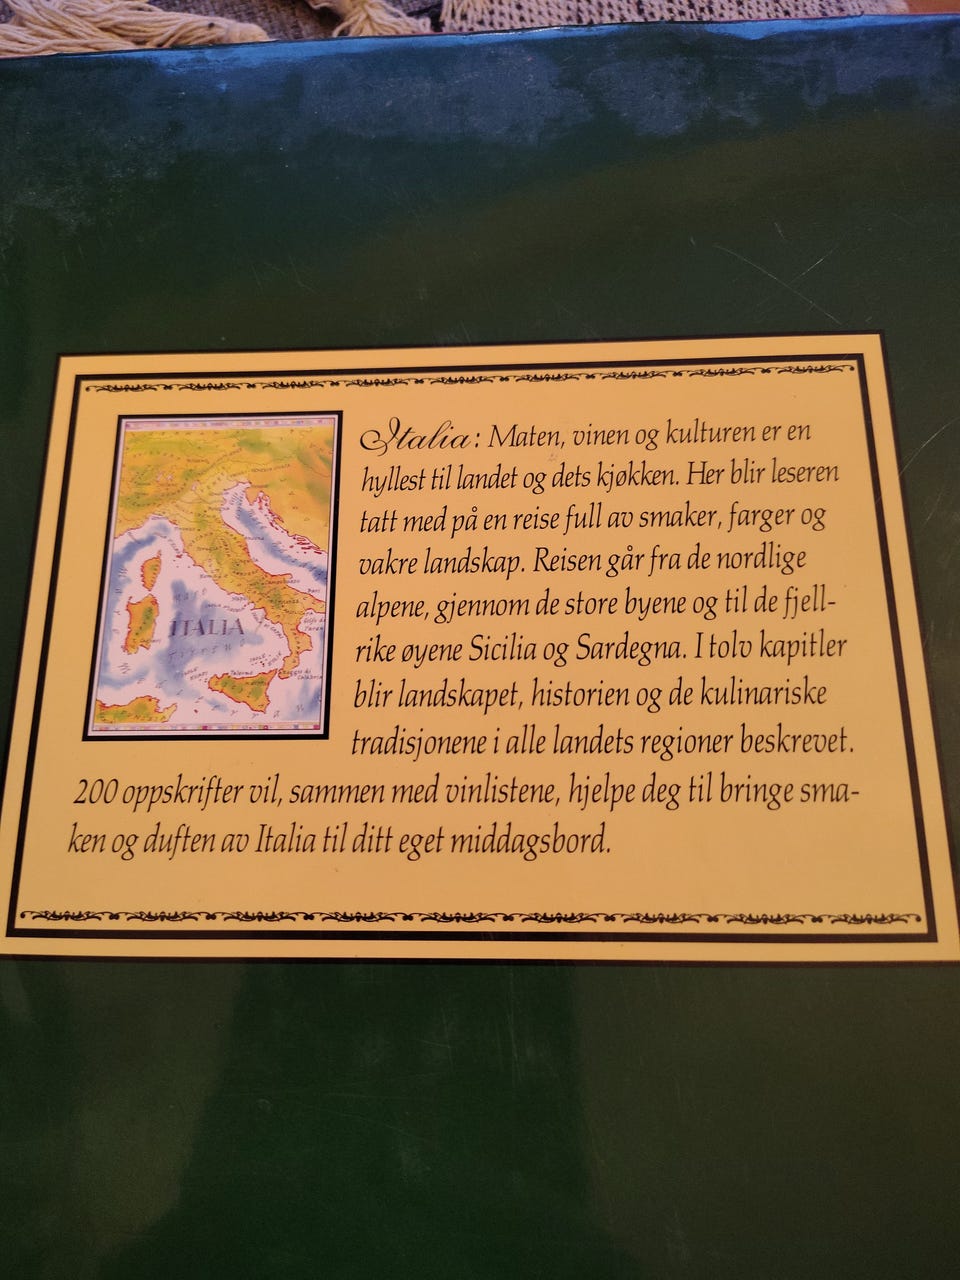 Italia: Maten, vinen og kulturen er en
hyllest til landet og dets kjøkken. Her blir leseren
tatt med på en reise full av smaker, farger og
vakre landskap. Reisen går fra de nordlige
alpene, gjennom de store byene og til de fjell-
rike øyene Sicilia og Sardegna. I tolv kapitler
blir landskapet, historien og de kulinariske
tradisjonene i alle landets regioner beskrevet.
200 oppskrifter vil, sammen med vinlistene, hjelpe deg til bringe sma-
ken og duften av Italia til ditt eget middagsbord.
ITALIA